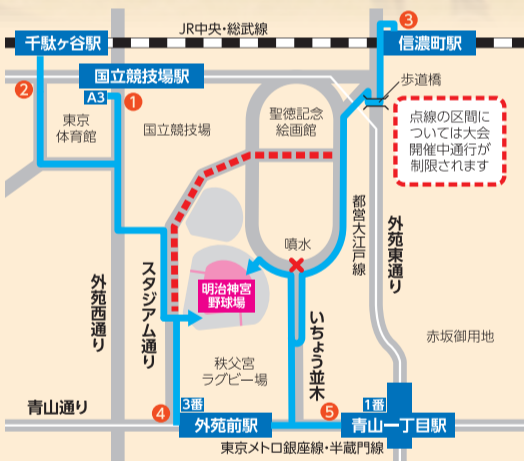 JR中央・総武線
③
千駄ヶ谷駅
信濃町駅
国立競技場駅
②
A3
①
歩道橋
東京
体育館
国立競技場
聖徳記念
絵画館
点線の区間に
ついては大会
開催中通行が
制限されます
都営大江戸線
外苑東通り
噴水
外苑西通り
スタジアム通り
明治神宮
野球場
いちょう並木
赤坂御用地
秩父宮
ラグビー場
青山通り
④
3番
外苑前駅
⑤
1番
青山一丁目駅
東京メトロ銀座線・半蔵門線